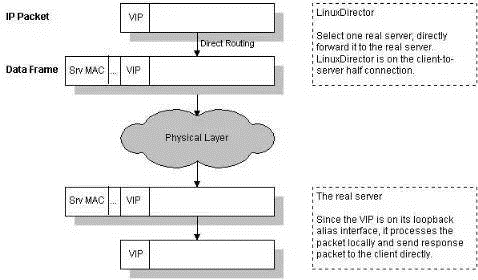 IP Packet
VIP
Direct Routing
Data Frame
Srv MAC ... VIP
LinuxDirector
Select one real server, directly
forward it to the real server.
LinuxDirector is on the client-to-
server half connection.
Physical Layer
Srv MAC ... VIP
VIP
The real server
Since the VIP is on its loopback
alias interface, it processes the
packet locally and send response
packet to the client directly.